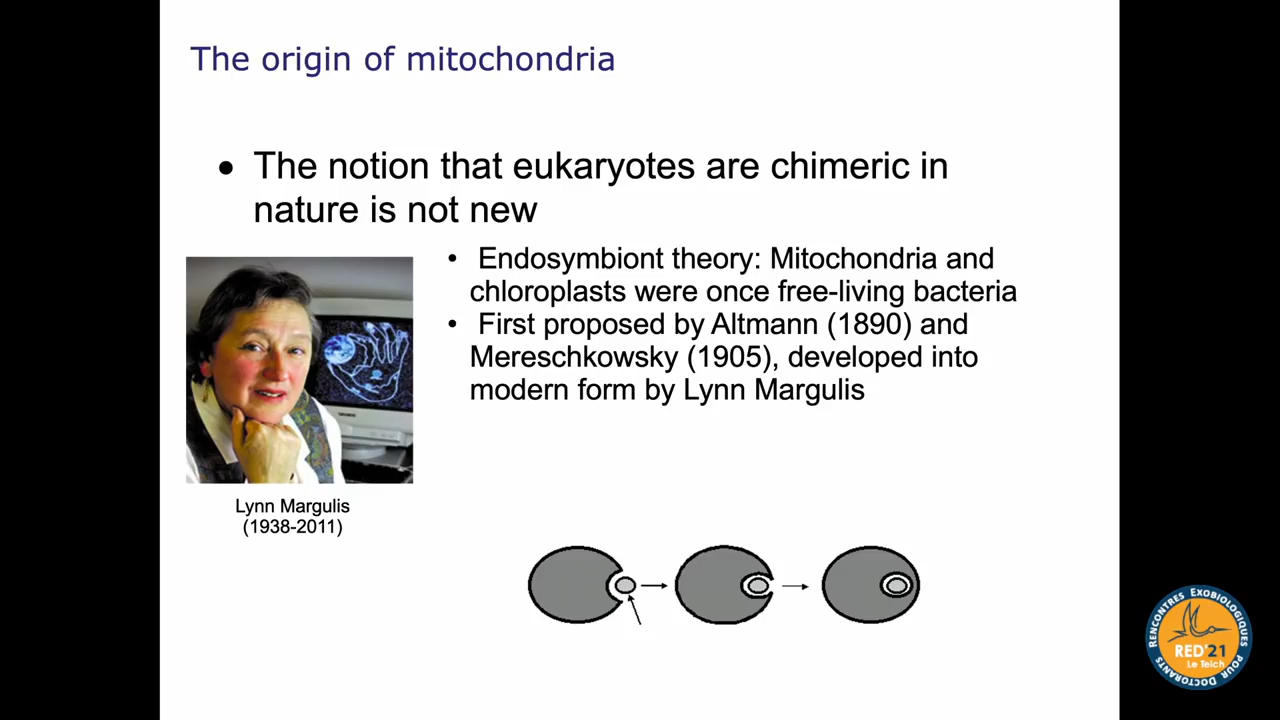 The origin of mitochondria
• The notion that eukaryotes are chimeric in
nature is not new
• Endosymbiont theory: Mitochondria and
chloroplasts were once free-living bacteria
• First proposed by Altmann (1890) and
Mereschkowsky (1905), developed into
modern form by Lynn Margulis
Lynn Margulis
(1938-2011)
RENCONTRES EXOBIOLOGIQUES
POUR DOCTORANTS
RED'21
Le Teich